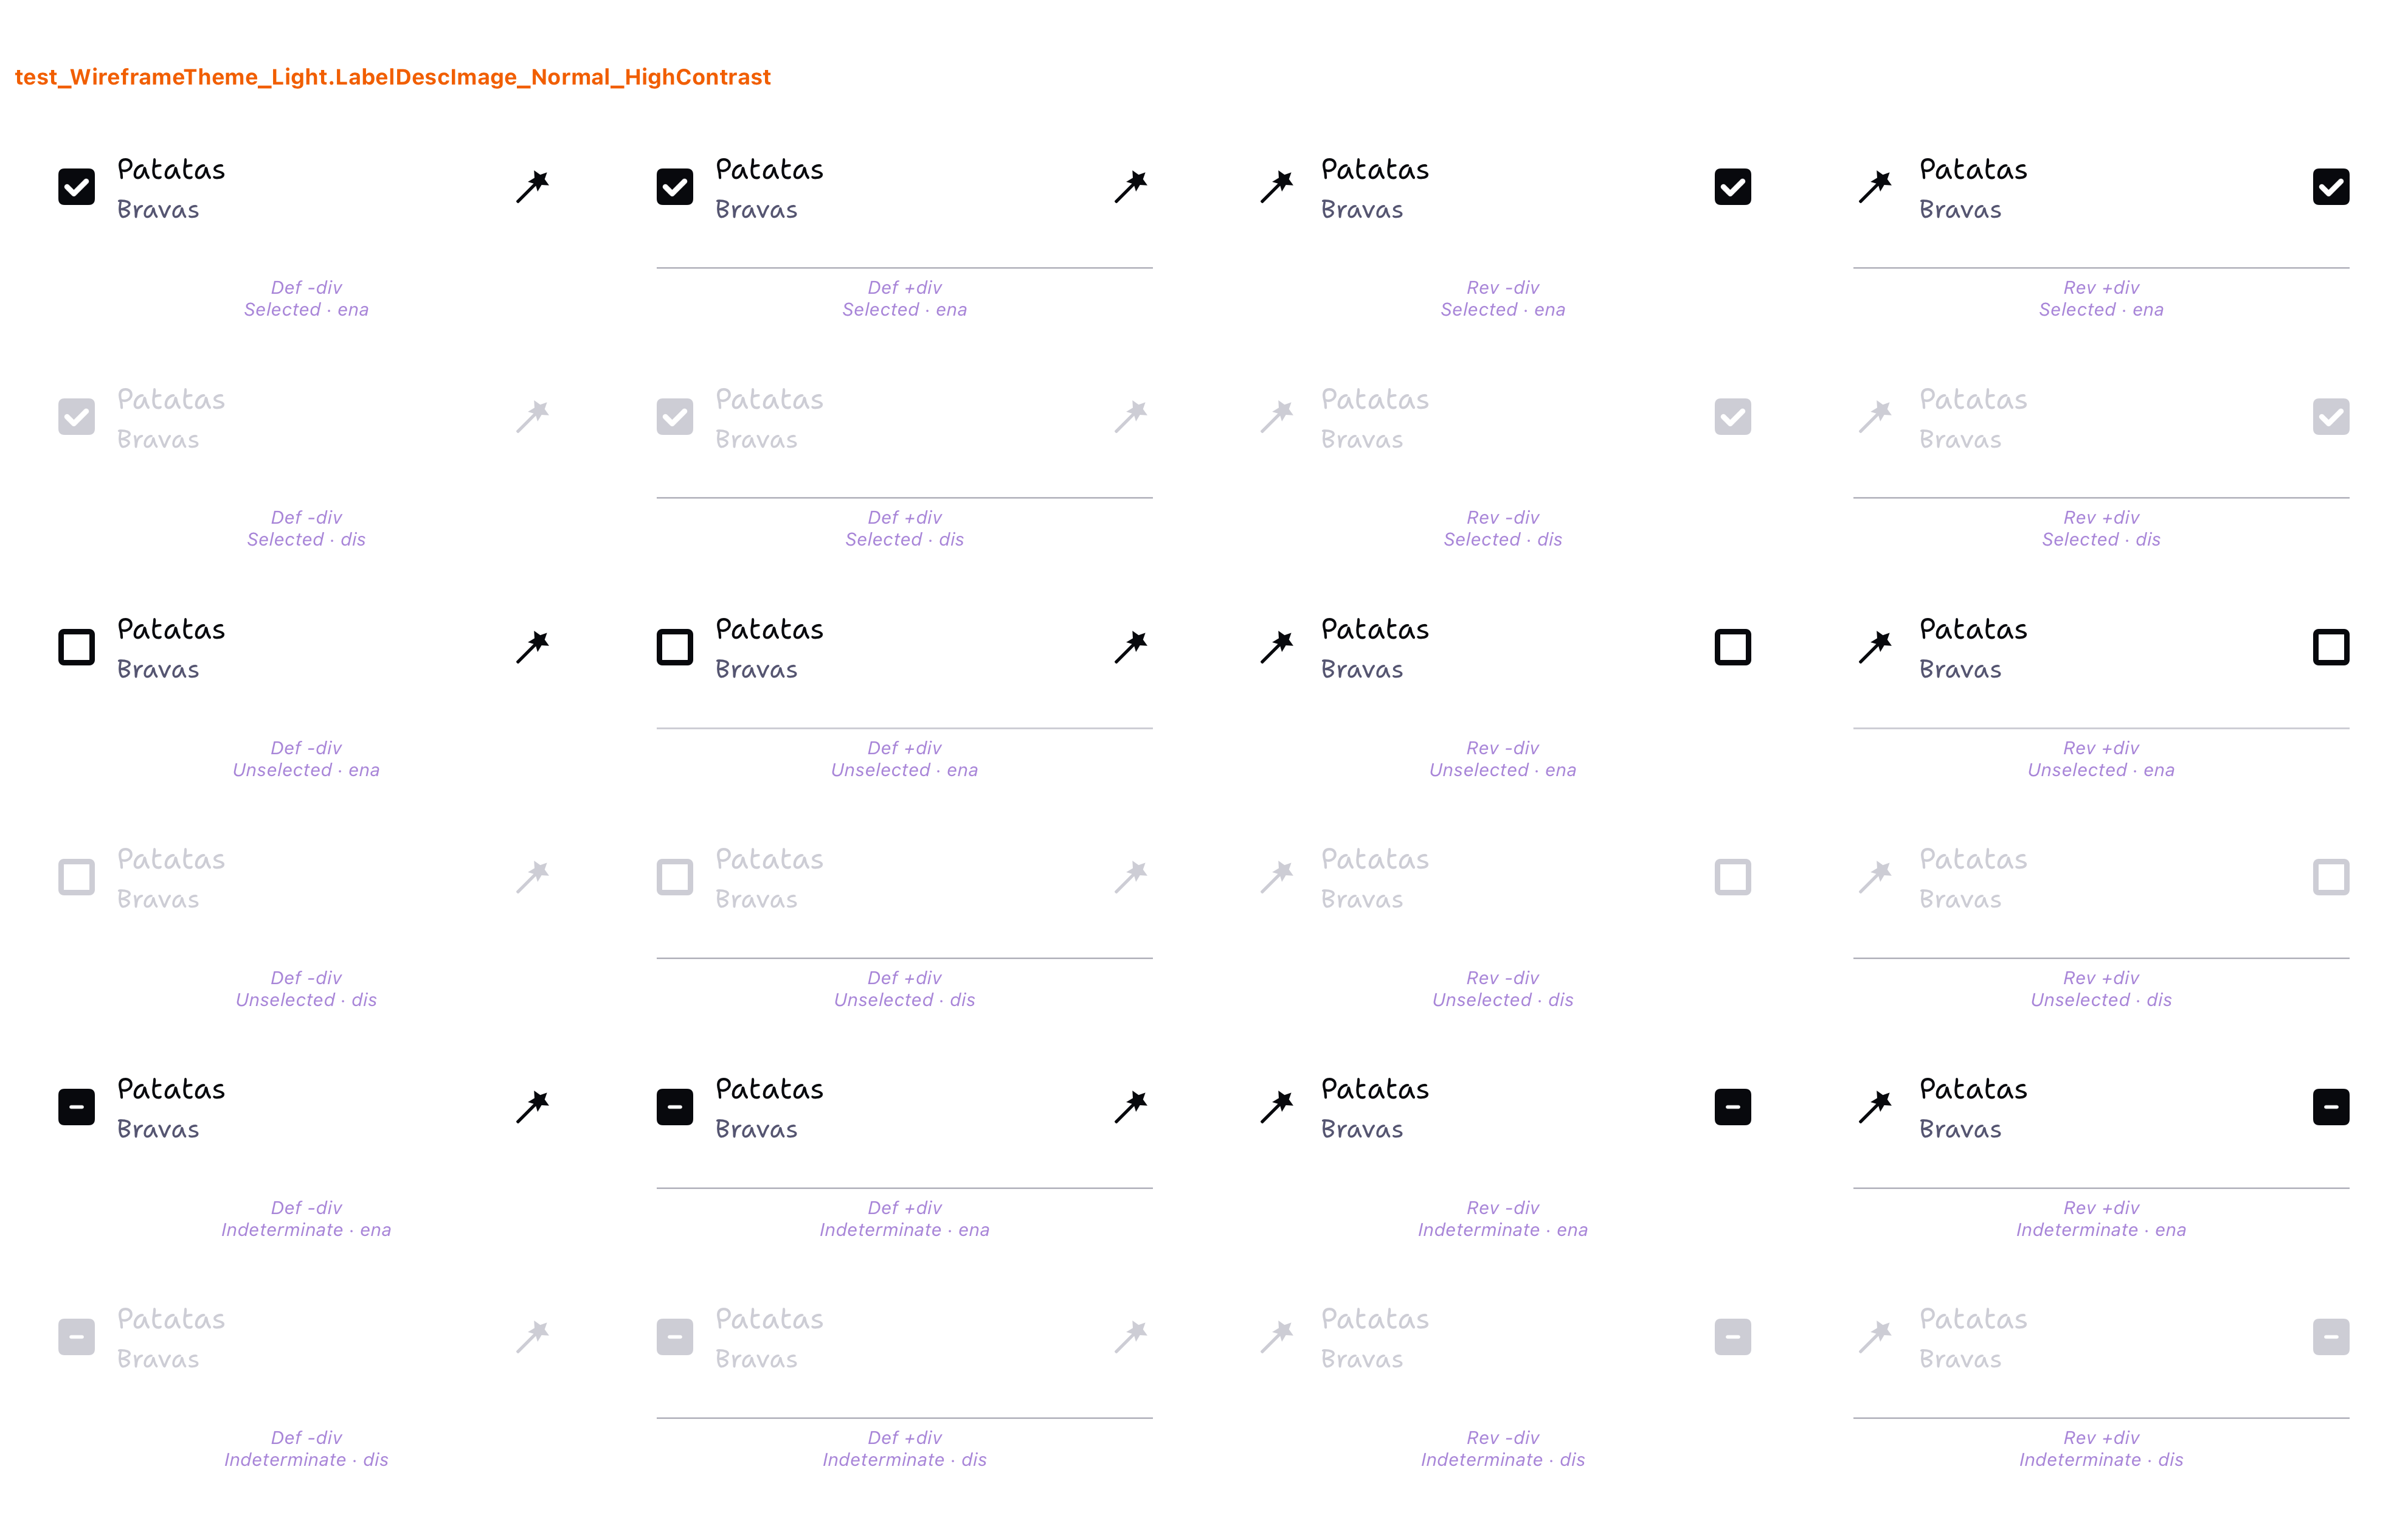 test_WireframeTheme_Light.LabelDescImage_Normal_HighContrast
Patatas Patatas Patatas Patatas
Bravas Bravas Bravas Bravas
Def -div Def +div Rev -div Rev +div
Selected · ena Selected · ena Selected · ena Selected · ena
Patatas Patatas Patatas Patatas
Bravas Bravas Bravas Bravas
Def -div Def +div Rev -div Rev +div
Selected · dis Selected · dis Selected · dis Selected · dis
Patatas Patatas Patatas Patatas
Bravas Bravas Bravas Bravas
Def -div Def +div Rev -div Rev +div
Unselected · ena Unselected · ena Unselected · ena Unselected · ena
Patatas Patatas Patatas Patatas
Bravas Bravas Bravas Bravas
Def -div Def +div Rev -div Rev +div
Unselected · dis Unselected · dis Unselected · dis Unselected · dis
Patatas Patatas Patatas Patatas
Bravas Bravas Bravas Bravas
Def -div Def +div Rev -div Rev +div
Indeterminate · ena Indeterminate · ena Indeterminate · ena Indeterminate · ena
Patatas Patatas Patatas Patatas
Bravas Bravas Bravas Bravas
Def -div Def +div Rev -div Rev +div
Indeterminate · dis Indeterminate · dis Indeterminate · dis Indeterminate · dis